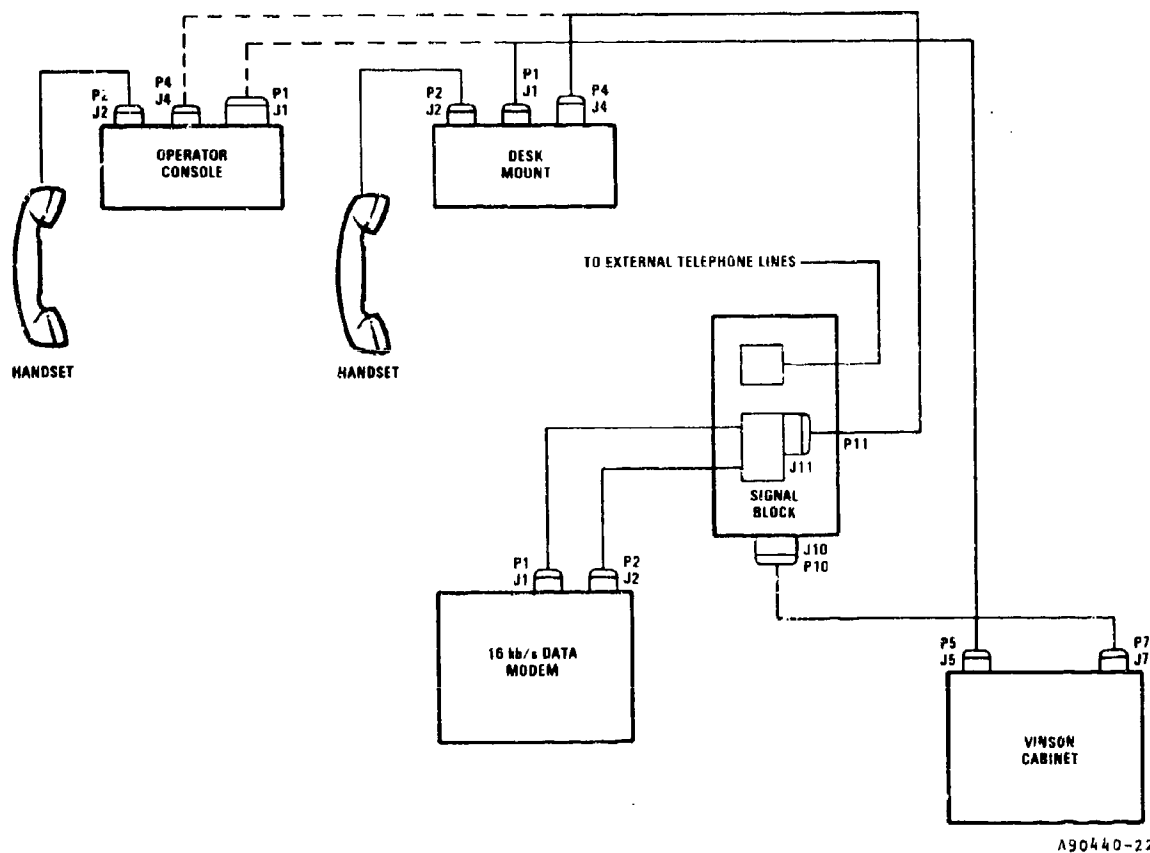 P2
J2
P4
J4
P1
J1
OPERATOR
CONSOLE
HANDSET
P2
J2
P1
J1
P4
J4
DESK
MOUNT
HANDSET
TO EXTERNAL TELEPHONE LINES
P11
J11
SIGNAL
BLOCK
J10
P10
P1
J1
P2
J2
16 kb/s DATA
MODEM
P5
J5
P7
J7
VINSON
CABINET
A90440-22